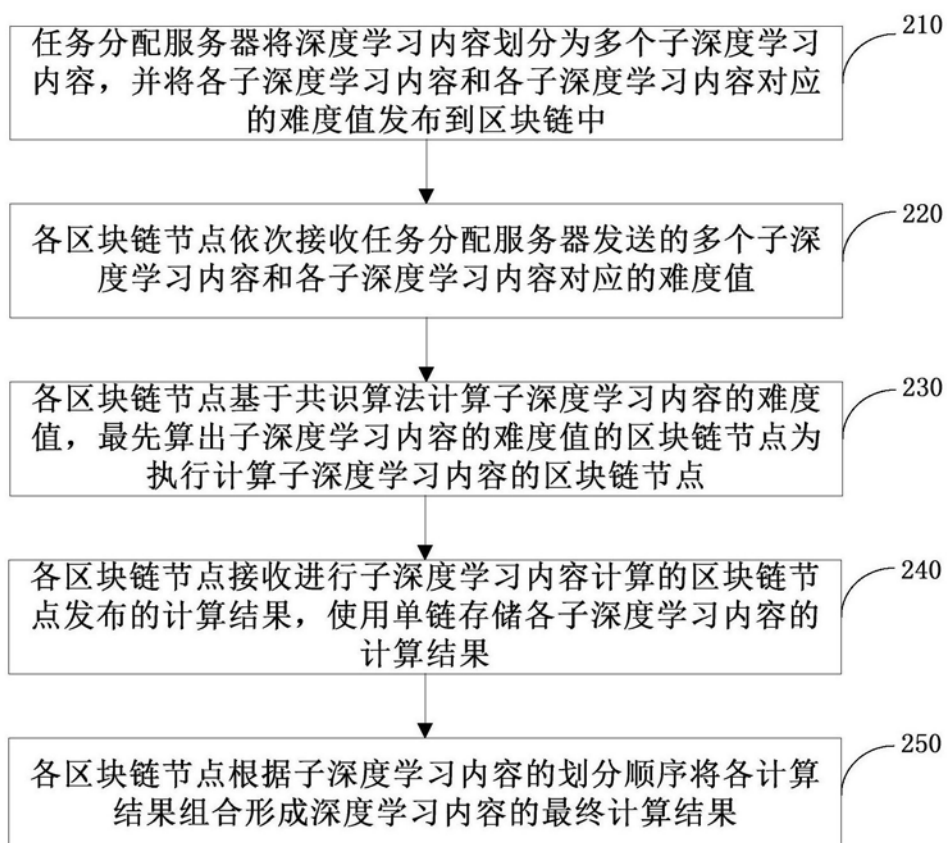 任务分配服务器将深度学习内容划分为多个子深度学习
内容，并将各子深度学习内容和各子深度学习内容对应
的难度值发布到区块链中
210
各区块链节点依次接收任务分配服务器发送的多个子深
度学习内容和各子深度学习内容对应的难度值
220
各区块链节点基于共识算法计算子深度学习内容的难度
值，最先算出子深度学习内容的难度值的区块链节点为
执行计算子深度学习内容的区块链节点
230
各区块链节点接收进行子深度学习内容计算的区块链节
点发布的计算结果，使用单链存储各子深度学习内容的
计算结果
240
各区块链节点根据子深度学习内容的划分顺序将各计算
结果组合形成深度学习内容的最终计算结果
250